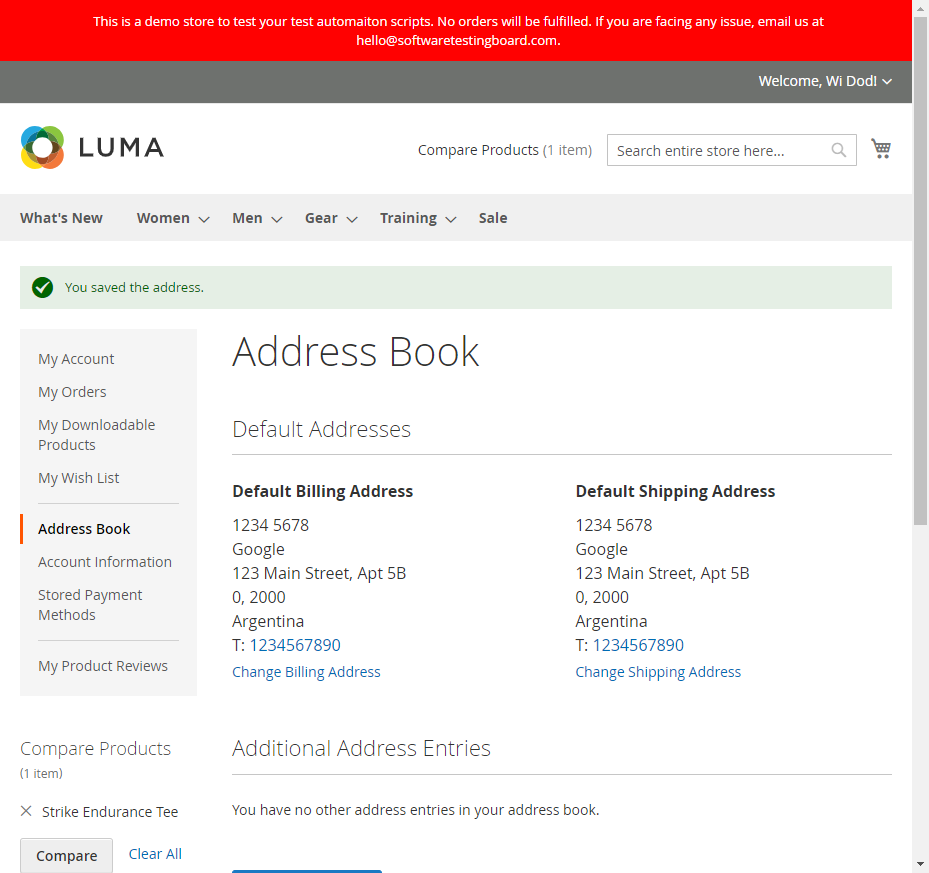 This is a demo store to test your test automaiton scripts. No orders will be fulfilled. If you are facing any issue, email us at
hello@softwaretestingboard.com.
Welcome, Wi Dod!
LUMA
Compare Products (1 item)
Search entire store here...
What's New
Women
Men
Gear
Training
Sale
You saved the address.
My Account
My Orders
My Downloadable
Products
My Wish List
Address Book
Account Information
Stored Payment
Methods
My Product Reviews
Compare Products
(1 item)
Strike Endurance Tee
Compare
Clear All
Address Book
Default Addresses
Default Billing Address
1234 5678
Google
123 Main Street, Apt 5B
0, 2000
Argentina
T: 1234567890
Change Billing Address
Default Shipping Address
1234 5678
Google
123 Main Street, Apt 5B
0, 2000
Argentina
T: 1234567890
Change Shipping Address
Additional Address Entries
You have no other address entries in your address book.